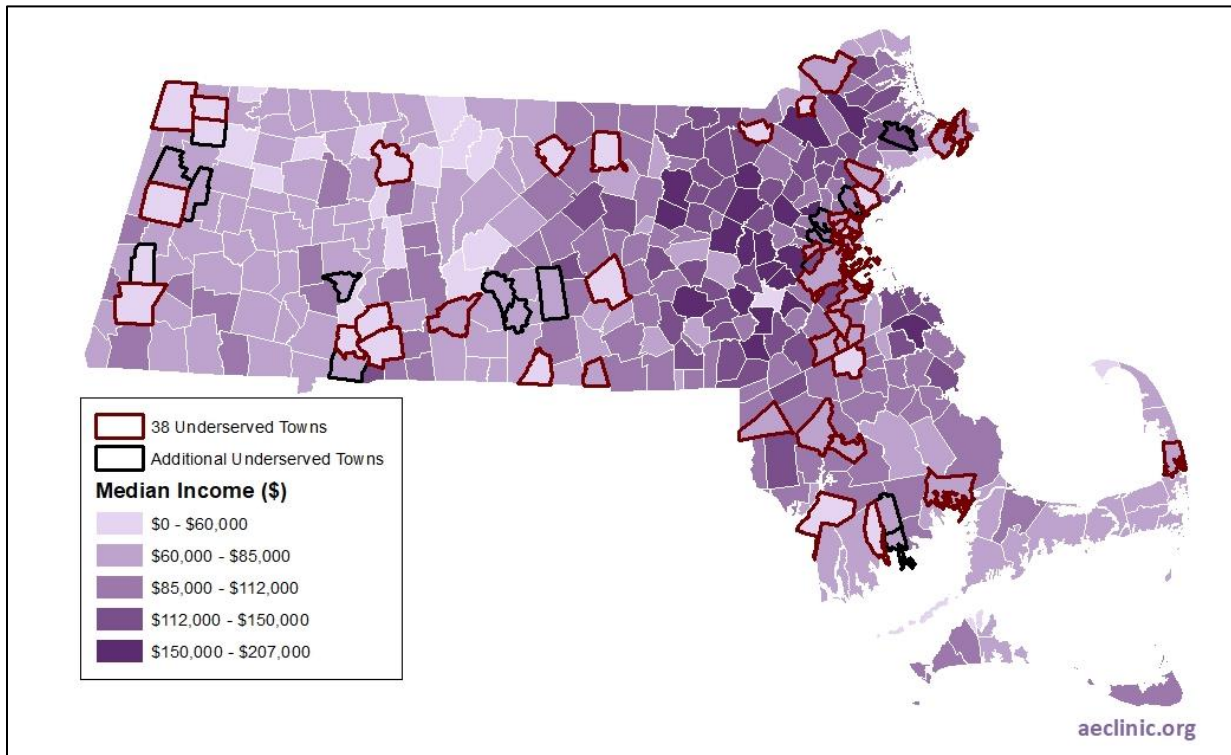 38 Underserved Towns
Additional Underserved Towns
Median Income ($)
$0 - $60,000
$60,000 - $85,000
$85,000 - $112,000
$112,000 - $150,000
$150,000 - $207,000
aeclinic.org